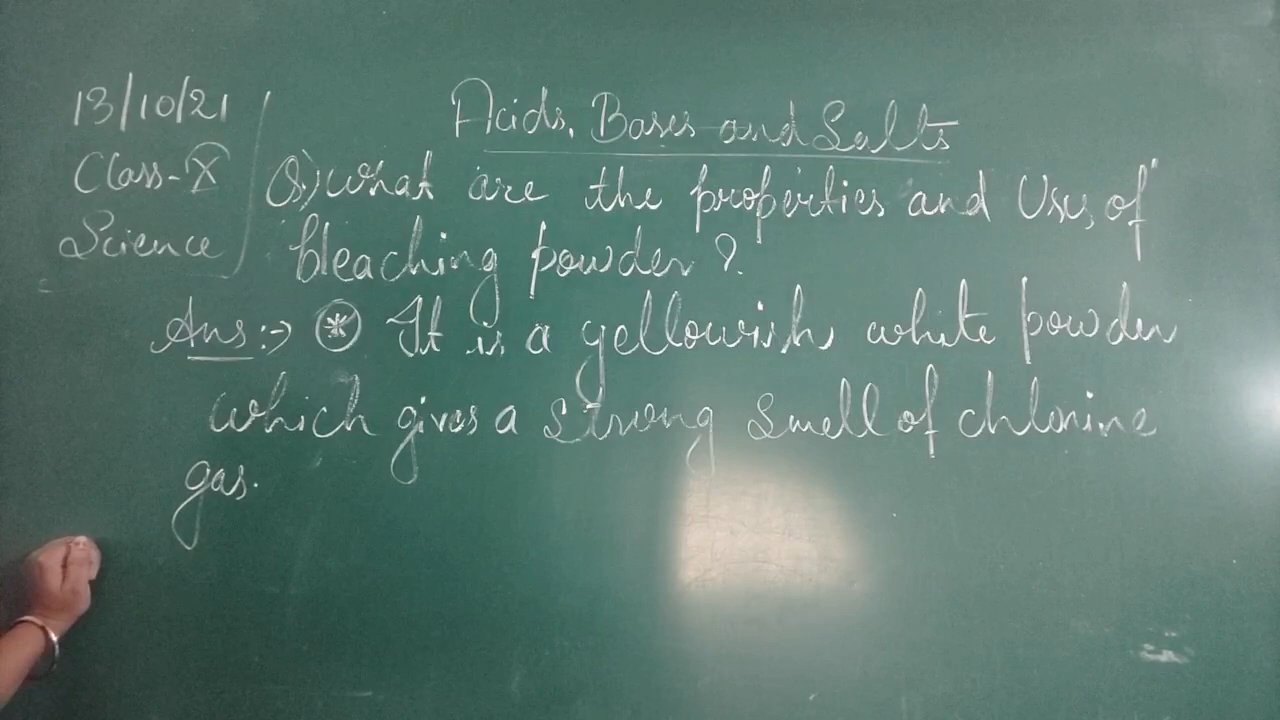 13/10/21
Class-X
Science
Acids, Bases and Salts
Q) What are the properties and Uses of
bleaching powder?
Ans :-> * It is a yellowish white powder
which gives a strong smell of chlorine
gas.